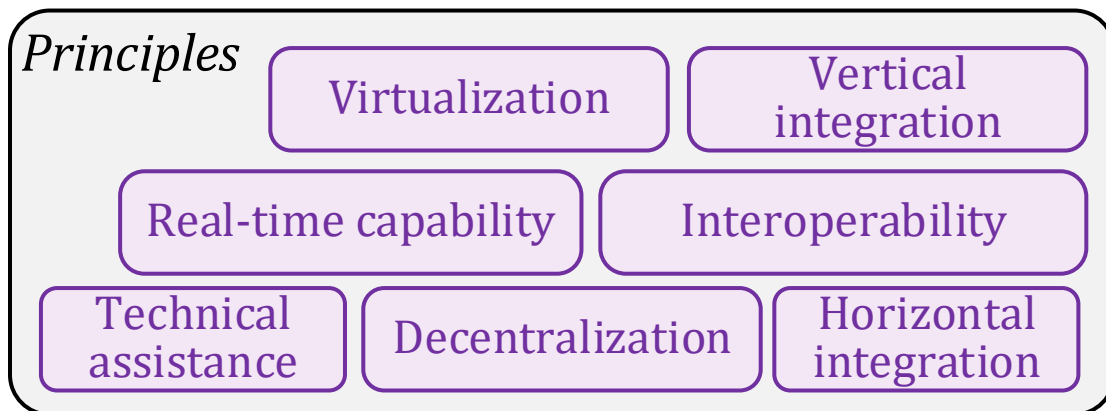 Principles
Virtualization
Vertical
integration
Real-time capability
Interoperability
Technical
assistance
Decentralization
Horizontal
integration